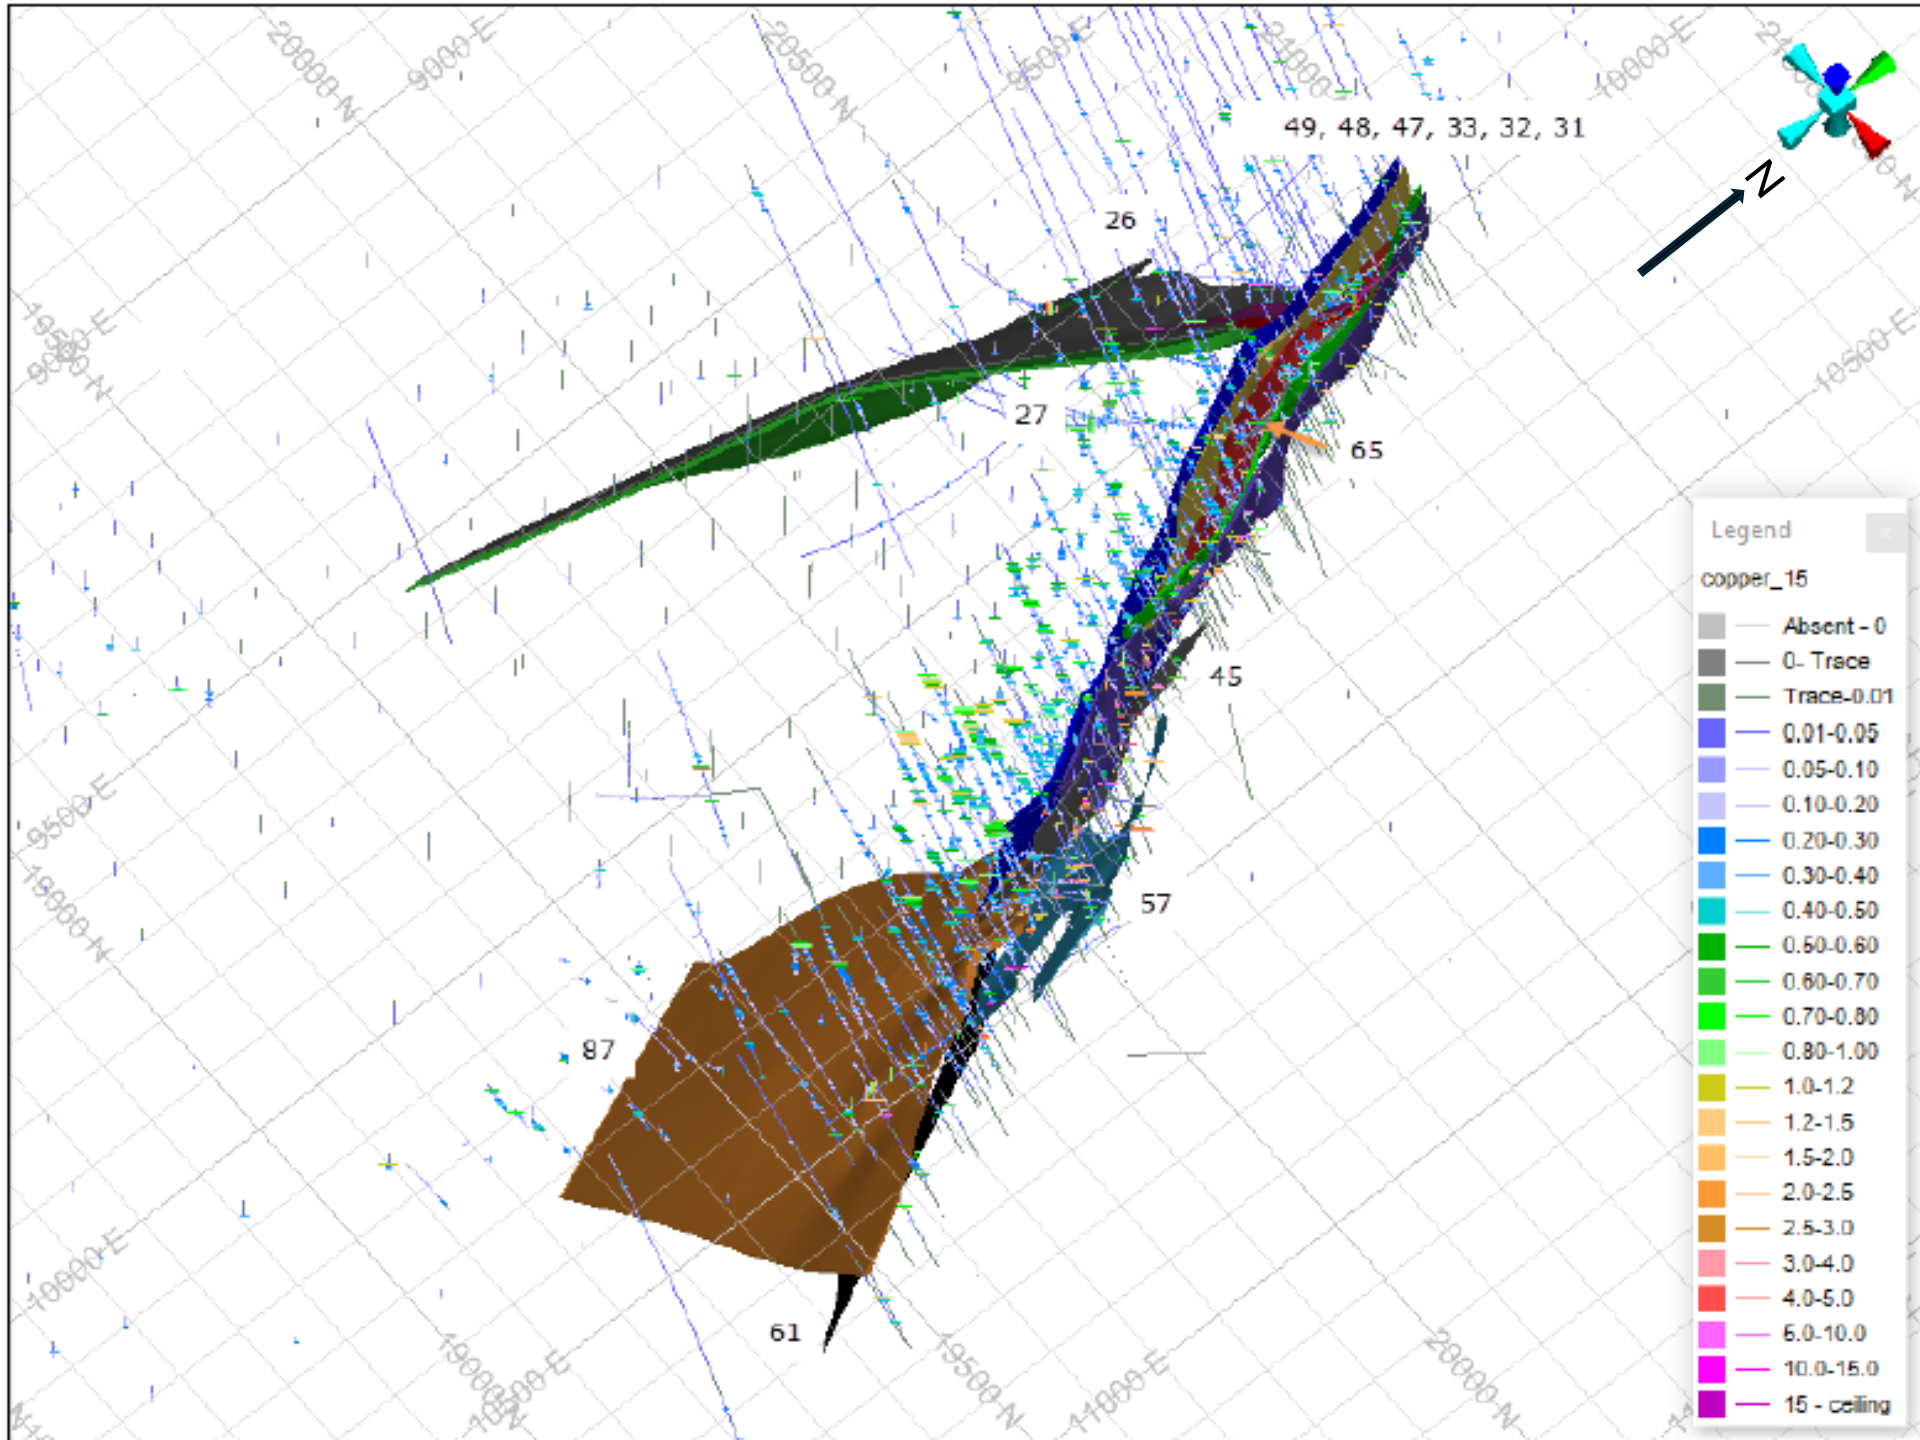 20000 N
9000 E
20500 N
9500 E
21000 N
10000 E
49, 48, 47, 33, 32, 31
N
26
9000 E
10500 E
27
65
Legend
copper_15
Absent - 0
0- Trace
Trace-0.01
0.01-0.05
0.05-0.10
0.10-0.20
0.20-0.30
0.30-0.40
0.40-0.50
0.50-0.60
0.60-0.70
0.70-0.80
0.80-1.00
1.0-1.2
1.2-1.5
1.5-2.0
2.0-2.5
2.5-3.0
3.0-4.0
4.0-5.0
10.0-15.0
15 - ceiling
45
9500 E
57
19000 N
87
10000 E
61
19000 N
10500 E
19500 N
11000 E
20000 N